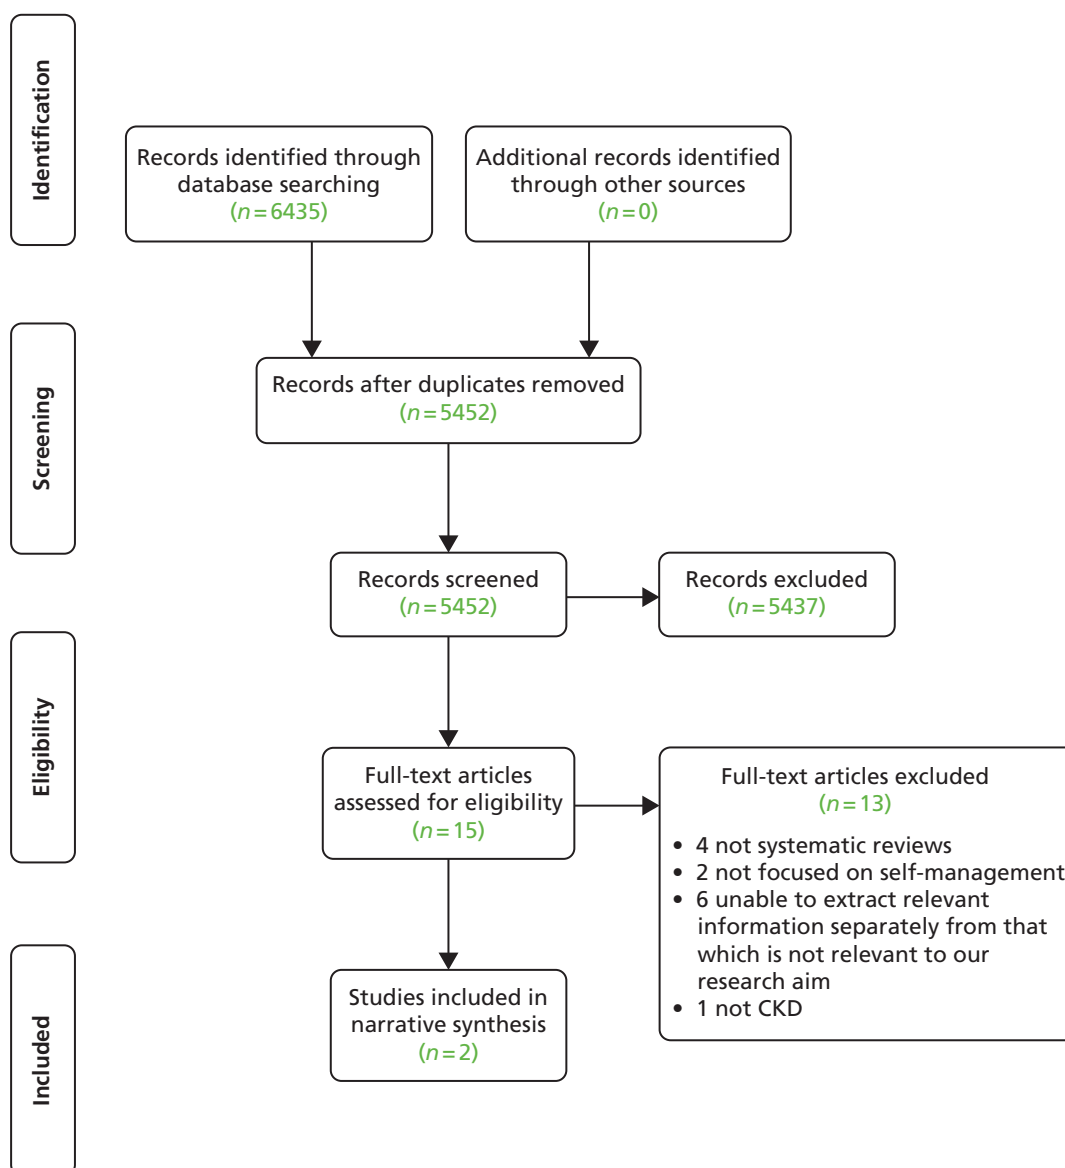 Identification
Records identified through
database searching
(n=6435)
Additional records identified
through other sources
(n=0)
Screening
Records after duplicates removed
(n=5452)
Records screened
(n=5452)
Records excluded
(n=5437)
Eligibility
Full-text articles
assessed for eligibility
(n=15)
Full-text articles excluded
(n=13)
• 4 not systematic reviews
• 2 not focused on self-management
• 6 unable to extract relevant
information separately from that
which is not relevant to our
research aim
• 1 not CKD
Included
Studies included in
narrative synthesis
(n=2)